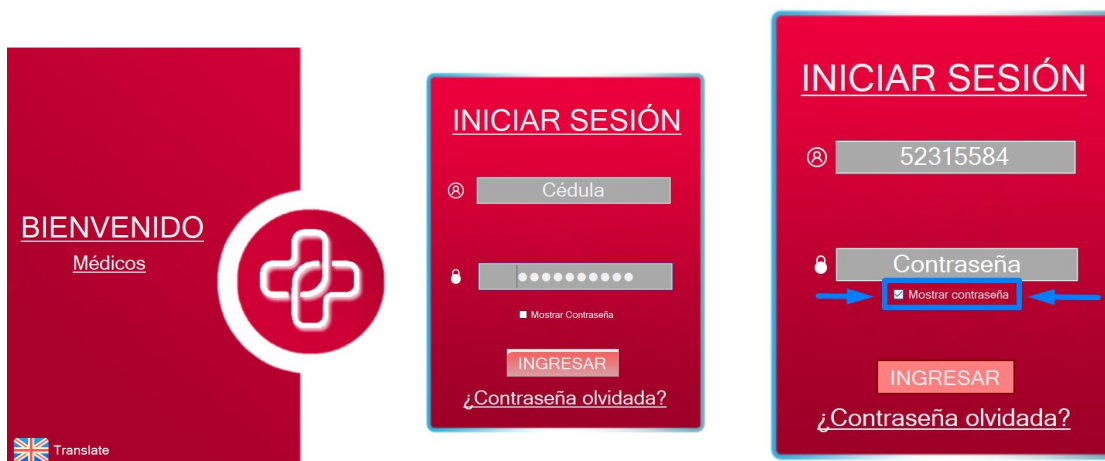 BIENVENIDO
Médicos
Translate
INICIAR SESIÓN
Cédula
Mostrar Contraseña
INGRESAR
¿Contraseña olvidada?
INICIAR SESIÓN
52315584
Contraseña
Mostrar contraseña
INGRESAR
¿Contraseña olvidada?